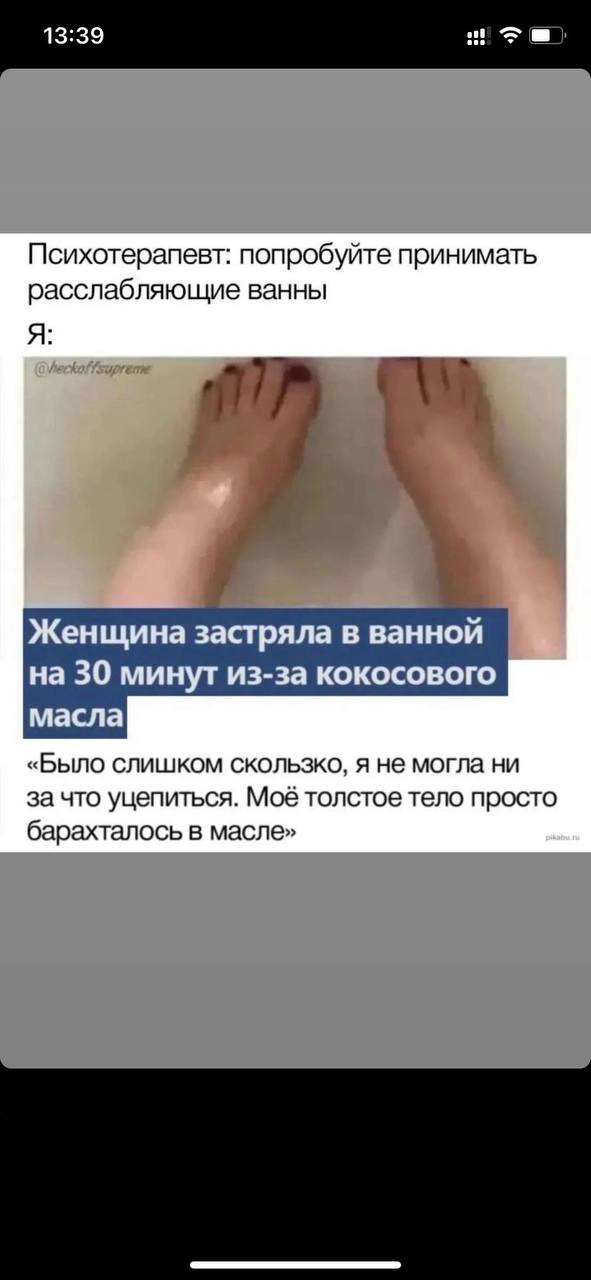 13:39
Психотерапевт: попробуйте принимать
расслабляющие ванны
Я:
@heckoffsupreme
Женщина застряла в ванной
на 30 минут из-за кокосового
масла
«Было слишком скользко, я не могла ни
за что уцепиться. Моё толстое тело просто
барахталось в масле»
pikabu.ru